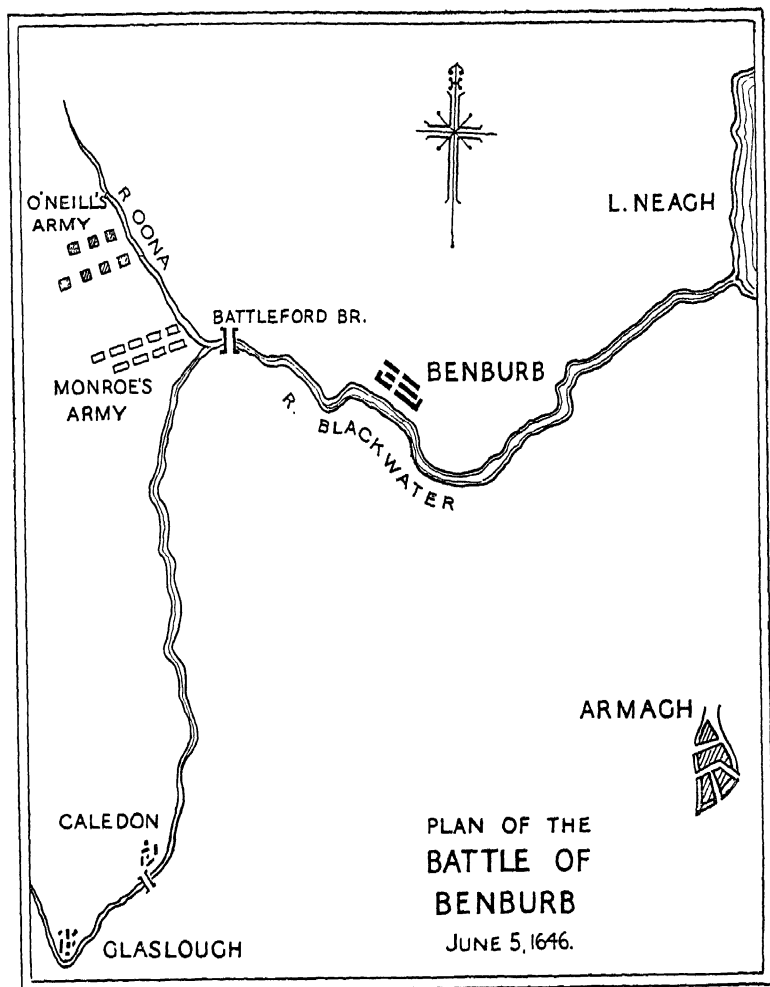 O'NEILL'S
ARMY
R OONA
L. NEAGH
BATTLEFORD BR.
MONROE'S
ARMY
BENBURB
R. BLACKWATER
ARMAGH
CALEDON
GLASLOUGH
PLAN OF THE
BATTLE OF
BENBURB
JUNE 5, 1646.